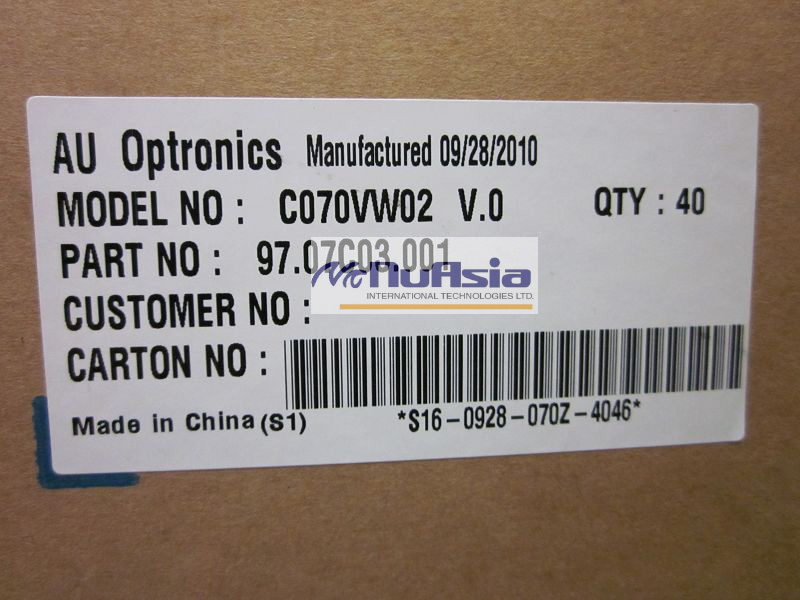 AU Optronics Manufactured 09/28/2010
MODEL NO : C070VW02 V.0 QTY : 40
PART NO : 97.07C03.001
NuAsia
INTERNATIONAL TECHNOLOGIES LTD.
CUSTOMER NO :
CARTON NO :
Made in China (S1) *S16-0928-070Z-4046*